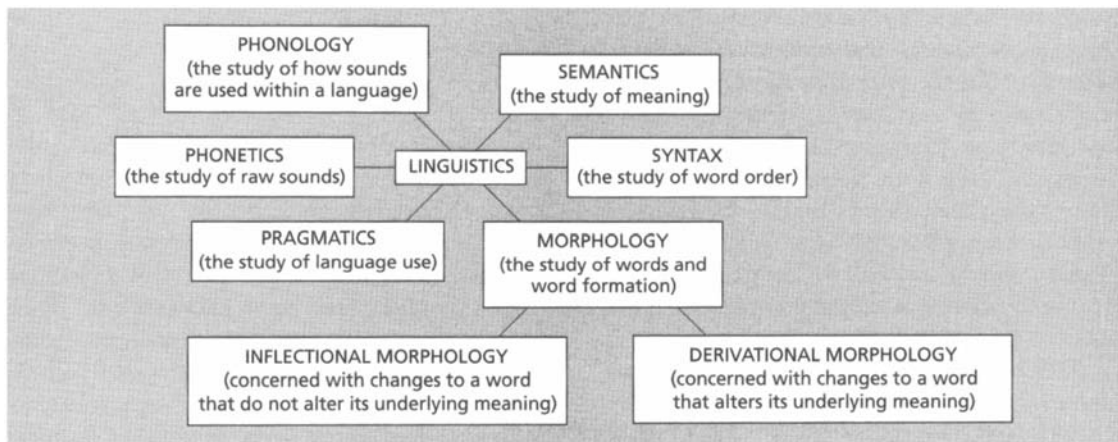 PHONOLOGY
(the study of how sounds
are used within a language)
SEMANTICS
(the study of meaning)
PHONETICS
(the study of raw sounds)
LINGUISTICS
SYNTAX
(the study of word order)
PRAGMATICS
(the study of language use)
MORPHOLOGY
(the study of words and
word formation)
INFLECTIONAL MORPHOLOGY
(concerned with changes to a word
that do not alter its underlying meaning)
DERIVATIONAL MORPHOLOGY
(concerned with changes to a word
that alters its underlying meaning)